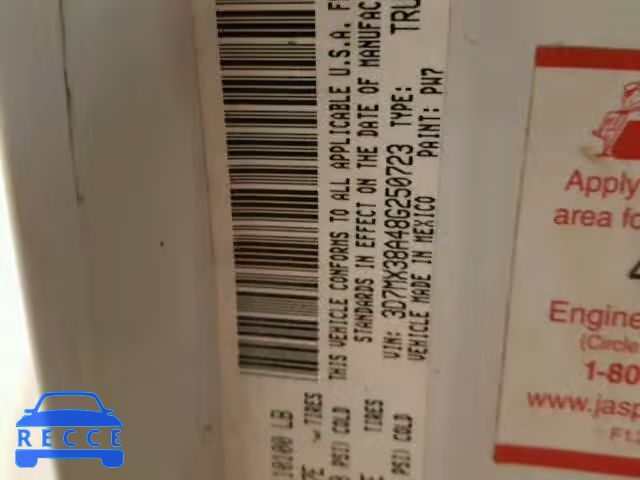 10100 LB
TIRES
PSI) COLD
TIRES
PSI) COLD
THIS VEHICLE CONFORMS TO ALL APPLICABLE U.S.A.
STANDARDS IN EFFECT ON THE DATE OF MANUFAC
VIN: 3D7MX38A48G250723 TYPE: TRU
VEHICLE MADE IN MEXICO PAINT: PW7
Apply
area fo
Engine
(Circle
1-80
www.jasp
RECCE